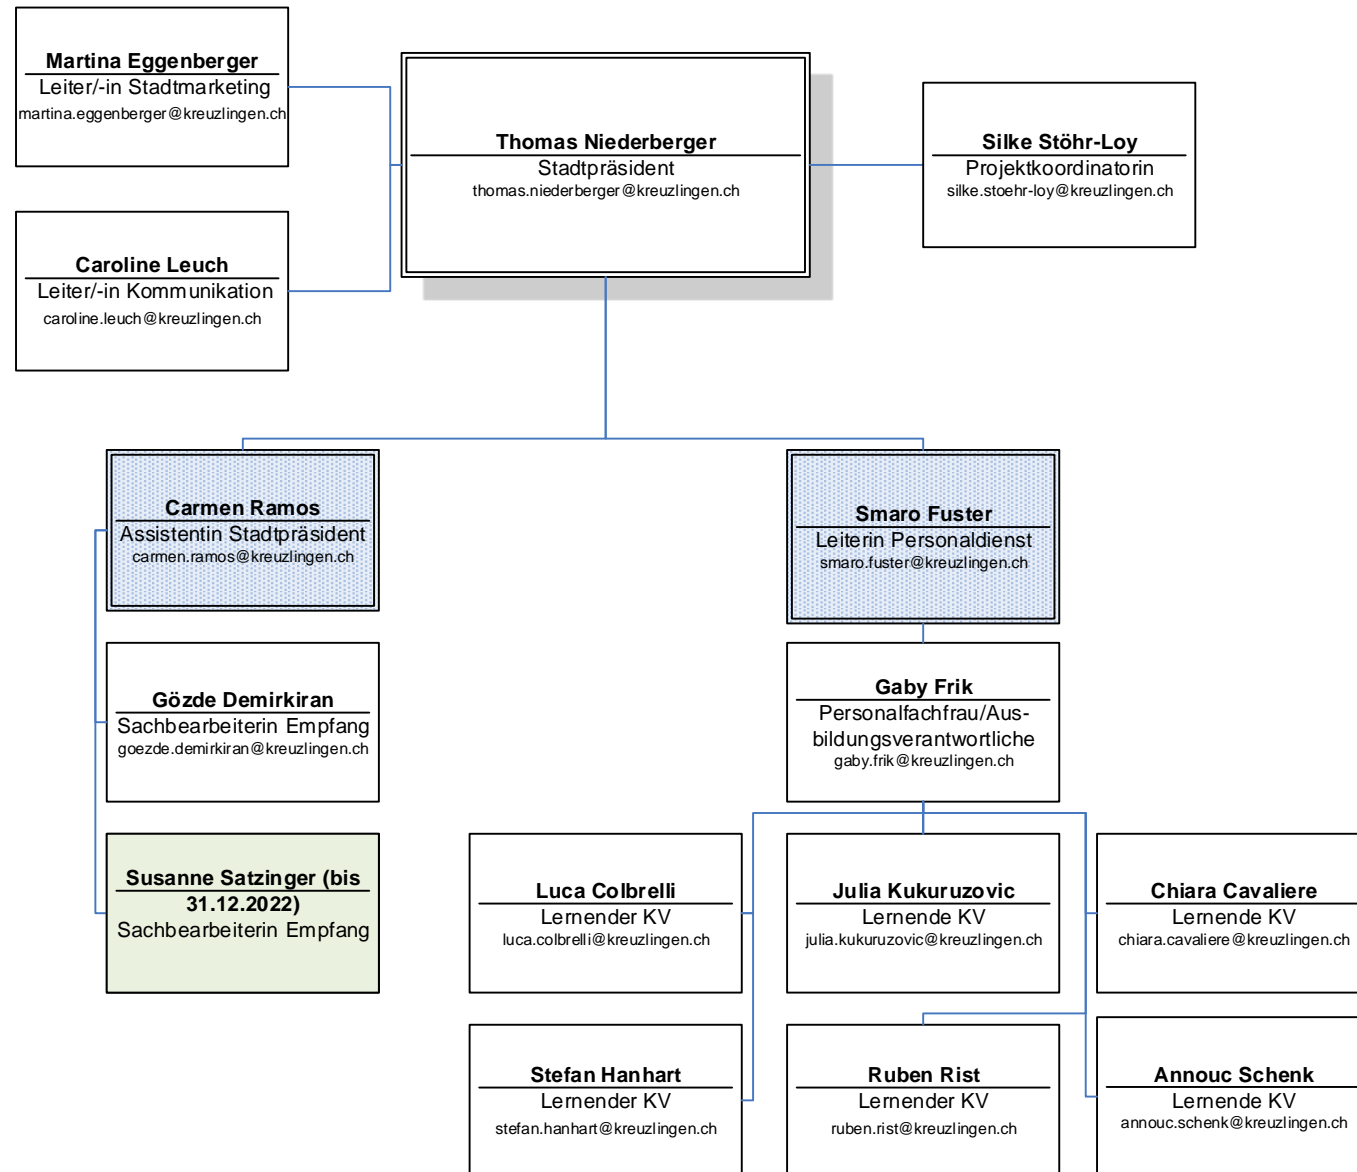 Martina Eggenberger
Leiter/-in Stadtmarketing
martina.eggenberger@kreuzlingen.ch
Thomas Niederberger
Stadtpräsident
thomas.niederberger@kreuzlingen.ch
Silke Stöhr-Loy
Projektkoordinatorin
silke.stoehr-loy@kreuzlingen.ch
Caroline Leuch
Leiter/-in Kommunikation
caroline.leuch@kreuzlingen.ch
Carmen Ramos
Assistentin Stadtpräsident
carmen.ramos@kreuzlingen.ch
Smaro Fuster
Leiterin Personaldienst
smaro.fuster@kreuzlingen.ch
Gözde Demirkiran
Sachbearbeiterin Empfang
goezde.demirkiran@kreuzlingen.ch
Gaby Frik
Personalfachfrau/Aus-
bildungsverantwortliche
gaby.frik@kreuzlingen.ch
Susanne Satzinger (bis
31.12.2022)
Sachbearbeiterin Empfang
Luca Colbrelli
Lernender KV
luca.colbrelli@kreuzlingen.ch
Julia Kukuruzovic
Lernende KV
julia.kukuruzovic@kreuzlingen.ch
Chiara Cavaliere
Lernende KV
chiara.cavaliere@kreuzlingen.ch
Stefan Hanhart
Lernender KV
stefan.hanhart@kreuzlingen.ch
Ruben Rist
Lernender KV
ruben.rist@kreuzlingen.ch
Annouc Schenk
Lernende KV
annouc.schenk@kreuzlingen.ch